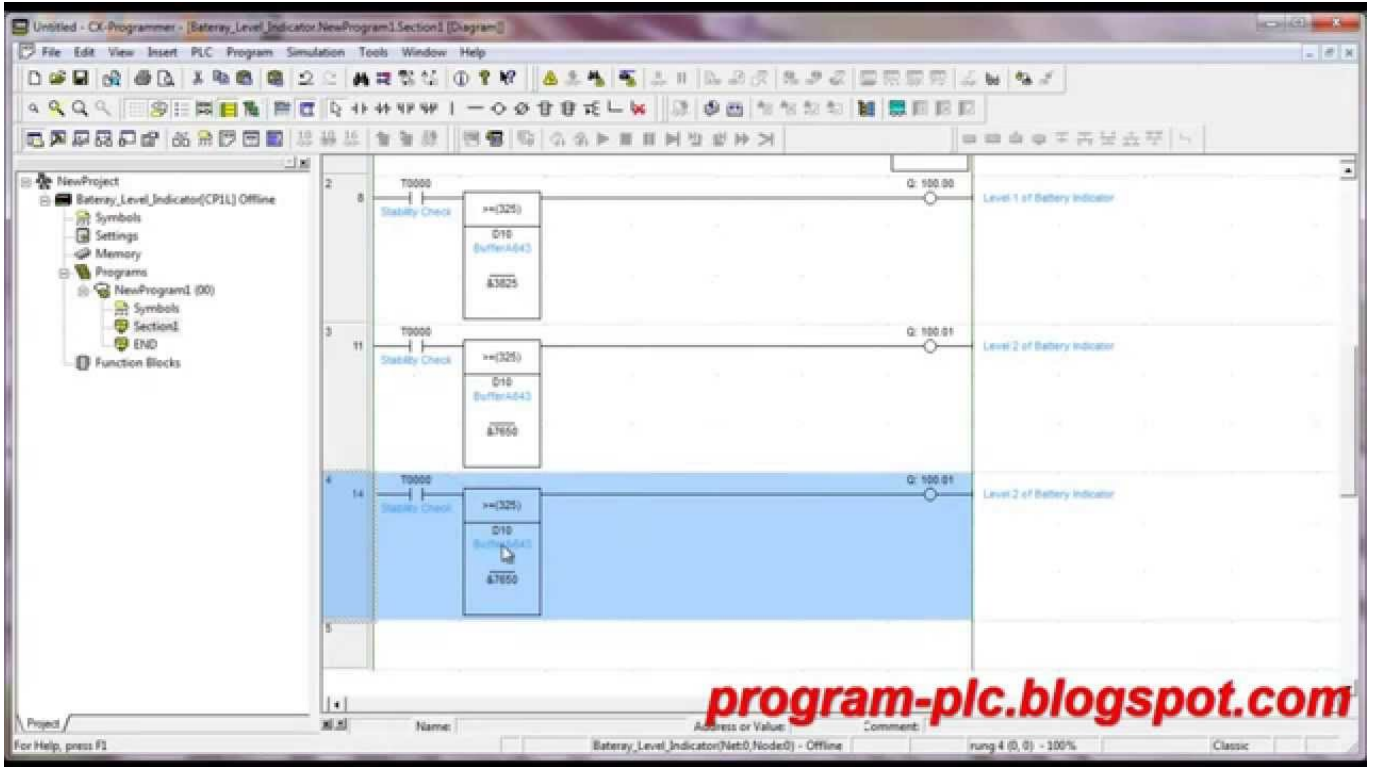 Untitled - CX-Programmer - [Bateray_Level_Indicator.NewProgram1.Section1 [Diagram]]
File Edit View Insert PLC Program Simulation Tools Window Help
NewProject
Bateray_Level_Indicator[CP1L] Offline
Symbols
Settings
Memory
Programs
NewProgram1 (00)
Symbols
Section1
END
Function Blocks
Project
2
8
T0000
Stability Check
>=(325)
D10
BufferA643
&3825
Q: 100.00
Level 1 of Battery Indicator
3
11
T0000
Stability Check
>=(325)
D10
BufferA643
&7650
Q: 100.01
Level 2 of Battery Indicator
4
14
T0000
Stability Check
>=(325)
D10
BufferA643
&7650
Q: 100.01
Level 2 of Battery Indicator
5
program-plc.blogspot.com
Name: Address or Value: Comment:
For Help, press F1 Bateray_Level_Indicator(Net:0,Node:0) - Offline rung 4 (0, 0) - 100% Classic